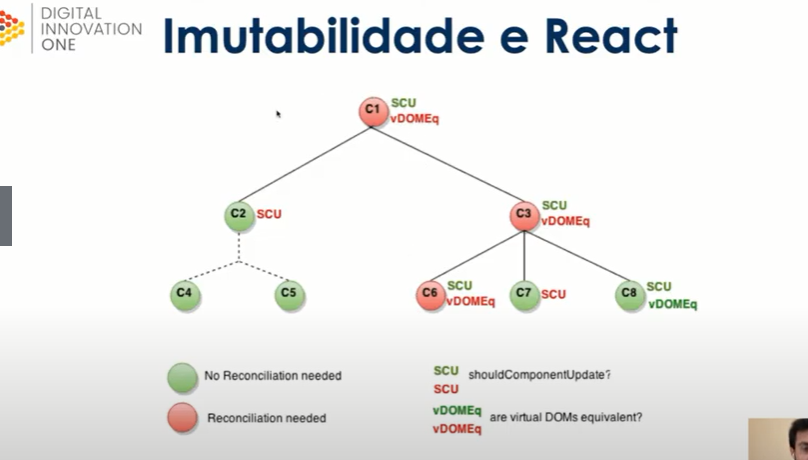 DIGITAL
INNOVATION
ONE
Imutabilidade e React
C1 SCU
vDOMEq
C2 SCU
C3 SCU
vDOMEq
C4
C5
C6 SCU
vDOMEq
C7 SCU
C8 SCU
vDOMEq
No Reconciliation needed
Reconciliation needed
SCU shouldComponentUpdate?
SCU
vDOMEq are virtual DOMs equivalent?
vDOMEq